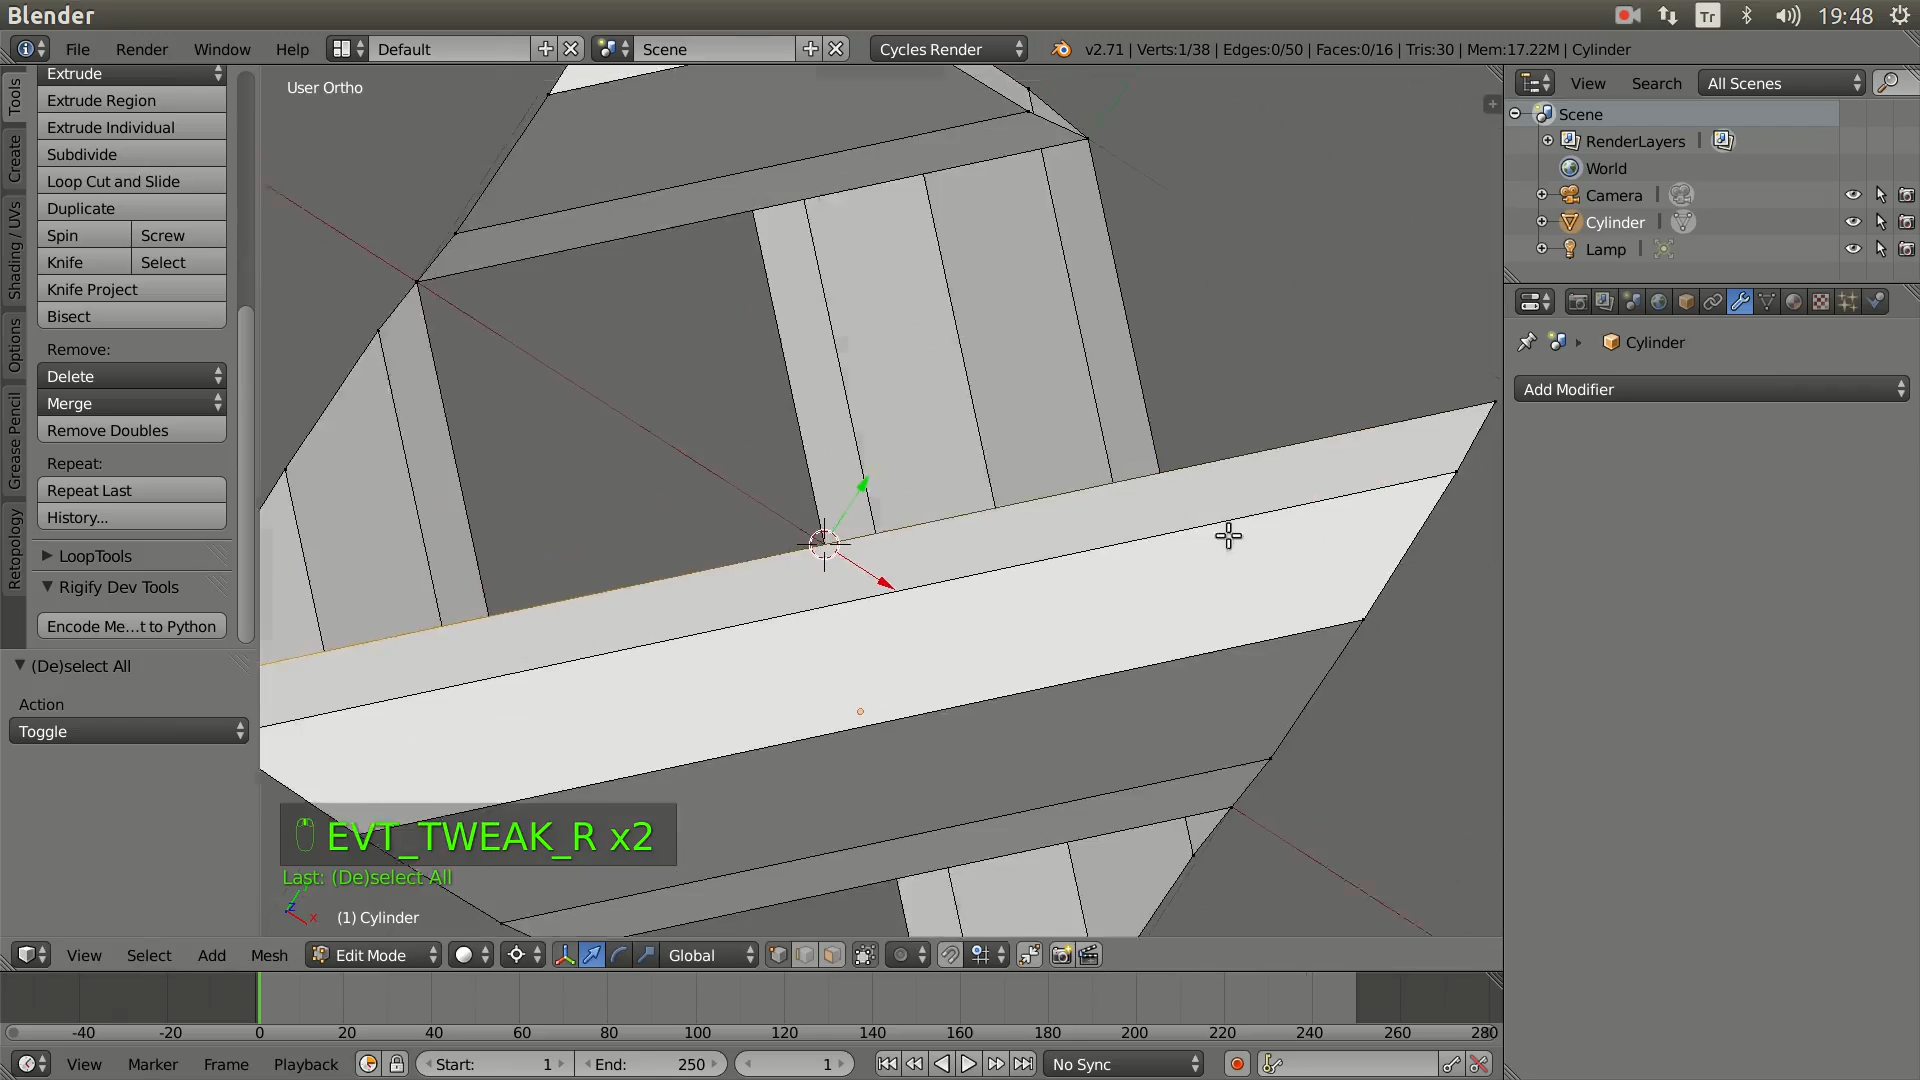 Blender
Tr
19:48
File
Render
Window
Help
Default
Scene
Cycles Render
v2.71 | Verts:1/38 | Edges:0/50 | Faces:0/16 | Tris:30 | Mem:17.22M | Cylinder
Tools
Create
Shading / UVs
Options
Grease Pencil
Retopology
Extrude
Extrude Region
Extrude Individual
Subdivide
Loop Cut and Slide
Duplicate
Spin
Screw
Knife
Select
Knife Project
Bisect
Remove:
Delete
Merge
Remove Doubles
Repeat:
Repeat Last
History...
LoopTools
Rigify Dev Tools
Encode Me...t to Python
(De)select All
Action
Toggle
User Ortho
EVT_TWEAK_R x2
Last: (De)select All
z
x
(1) Cylinder
View
Search
All Scenes
Scene
RenderLayers
World
Camera
Cylinder
Lamp
Cylinder
Add Modifier
View
Select
Add
Mesh
Edit Mode
Global
-40
-20
0
20
40
60
80
100
120
140
160
180
200
220
240
260
280
View
Marker
Frame
Playback
Start: 1
End: 250
1
No Sync